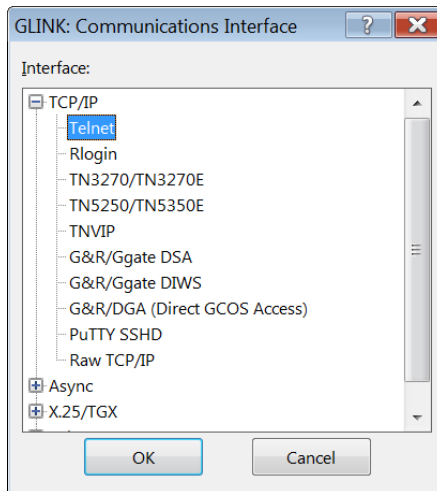 GLINK: Communications Interface
Interface:
TCP/IP
Telnet
Rlogin
TN3270/TN3270E
TN5250/TN5350E
TNVIP
G&R/Ggate DSA
G&R/Ggate DIWS
G&R/DGA (Direct GCOS Access)
PuTTY SSHD
Raw TCP/IP
Async
X.25/TGX
OK Cancel